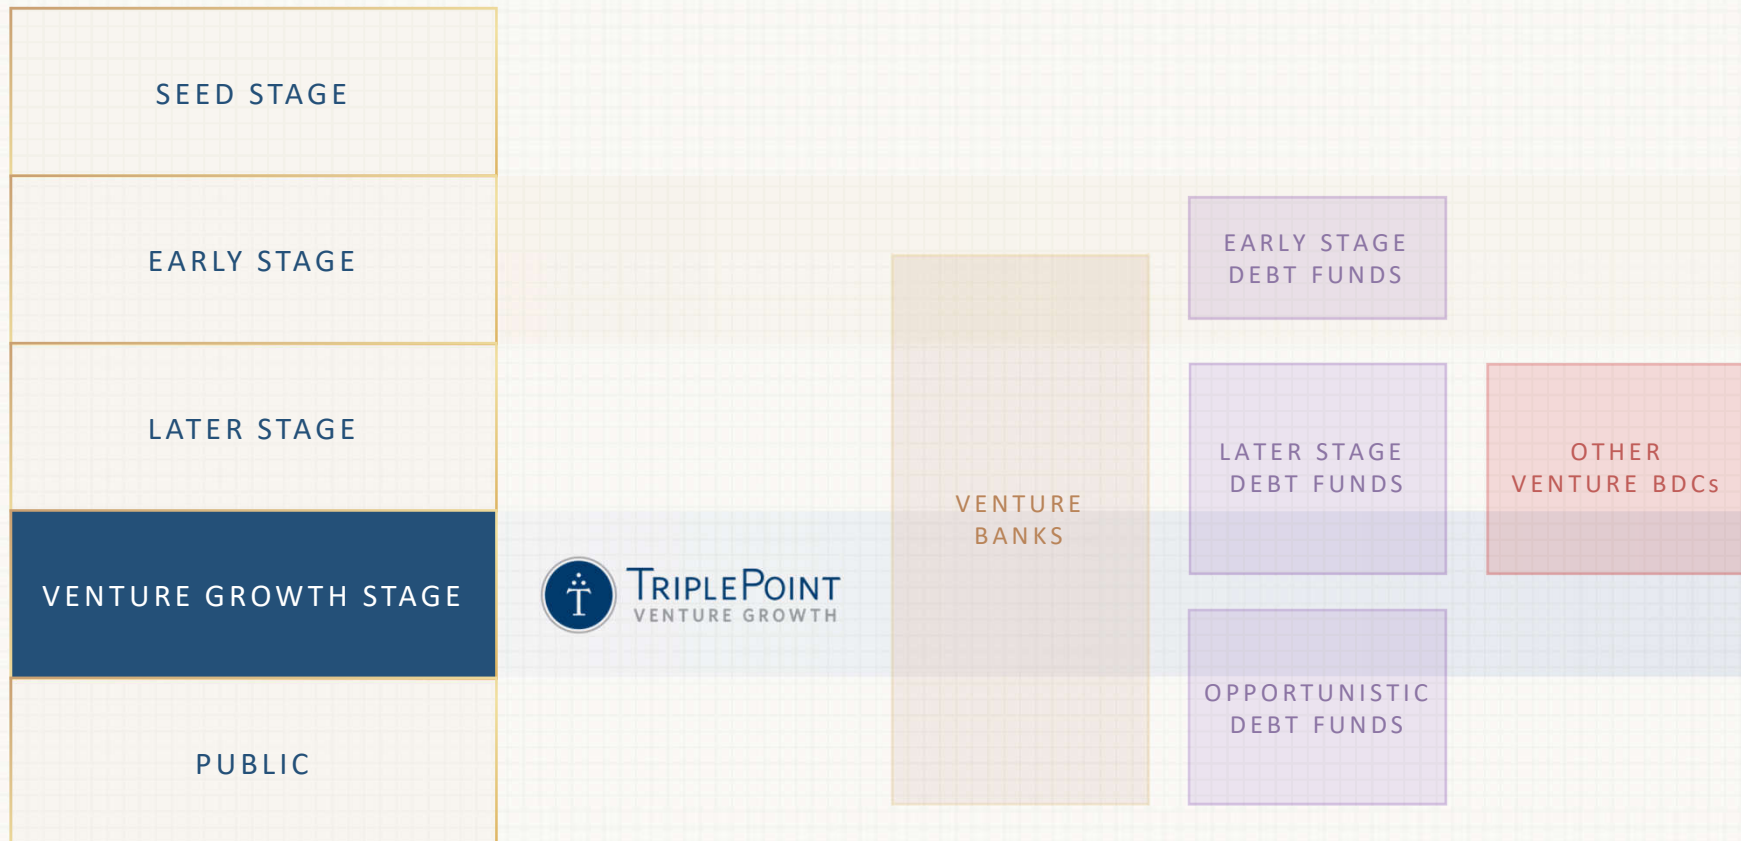 SEED STAGE
EARLY STAGE
LATER STAGE
VENTURE GROWTH STAGE
PUBLIC
TRIPLEPOINT
VENTURE GROWTH
VENTURE
BANKS
EARLY STAGE
DEBT FUNDS
LATER STAGE
DEBT FUNDS
OPPORTUNISTIC
DEBT FUNDS
OTHER
VENTURE BDCs